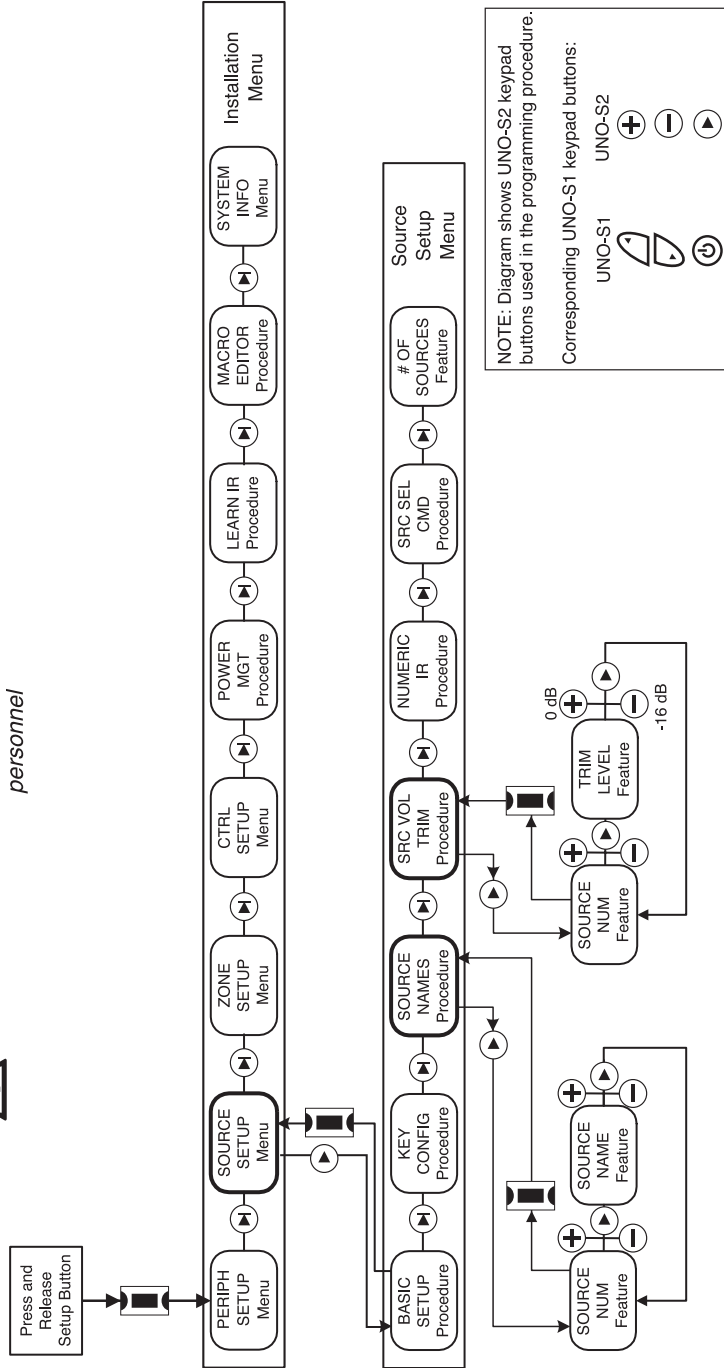 personnel
Press and
Release
Setup Button
PERIPH
SETUP
Menu
SOURCE
SETUP
Menu
ZONE
SETUP
Menu
CTRL
SETUP
Menu
POWER
MGT
Procedure
LEARN IR
Procedure
MACRO
EDITOR
Procedure
SYSTEM
INFO
Menu
Installation
Menu
BASIC
SETUP
Procedure
KEY
CONFIG
Procedure
SOURCE
NAMES
Procedure
SRC VOL
TRIM
Procedure
NUMERIC
IR
Procedure
SRC SEL
CMD
Procedure
# OF
SOURCES
Feature
Source
Setup
Menu
SOURCE
NUM
Feature
SOURCE
NAME
Feature
SOURCE
NUM
Feature
TRIM
LEVEL
Feature
0 dB
-16 dB
NOTE: Diagram shows UNO-S2 keypad
buttons used in the programming procedure.
Corresponding UNO-S1 keypad buttons:
UNO-S1 UNO-S2